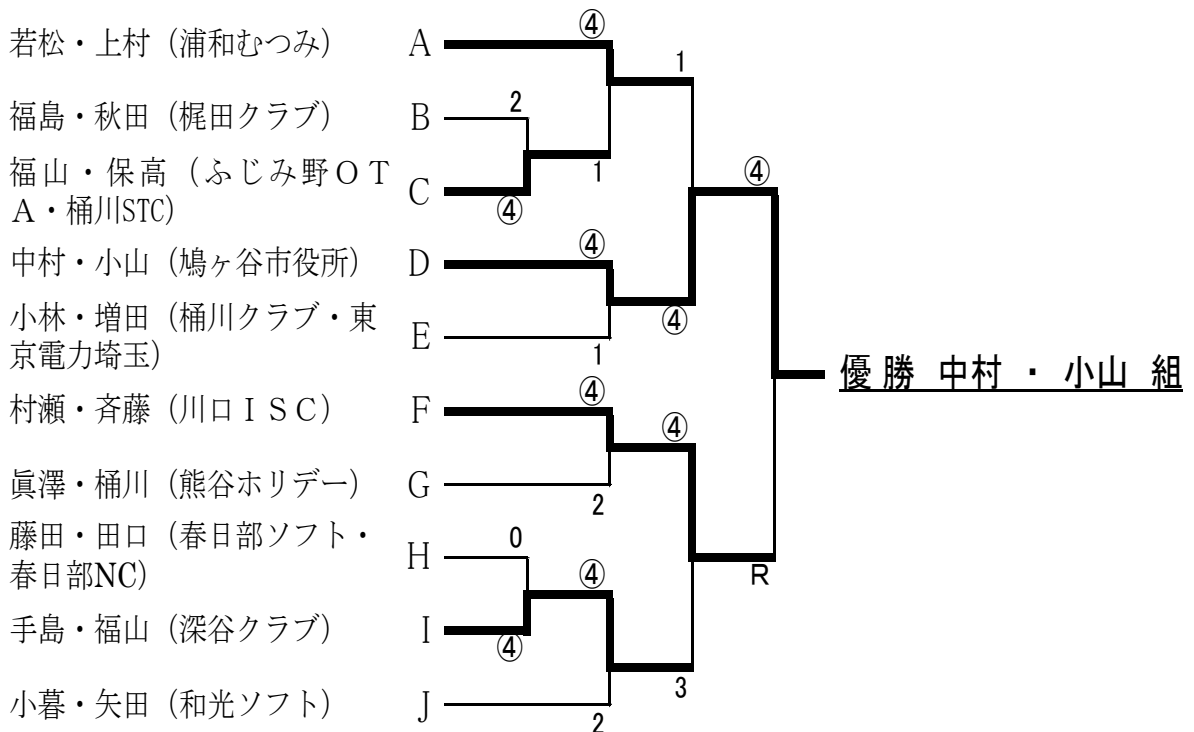 若松・上村（浦和むつみ） A ④
1
福島・秋田（梶田クラブ） B 2
福山・保高（ふじみ野ＯＴ
Ａ・桶川STC） C ④ 1
④
中村・小山（鳩ヶ谷市役所） D ④
④
小林・増田（桶川クラブ・東
京電力埼玉） E 1
優勝 中村 ・ 小山 組
村瀬・斉藤（川口ＩＳＣ） F ④
④
眞澤・桶川（熊谷ホリデー） G 2
藤田・田口（春日部ソフト・
春日部NC） H 0
④
R
手島・福山（深谷クラブ） I ④
3
小暮・矢田（和光ソフト） J 2